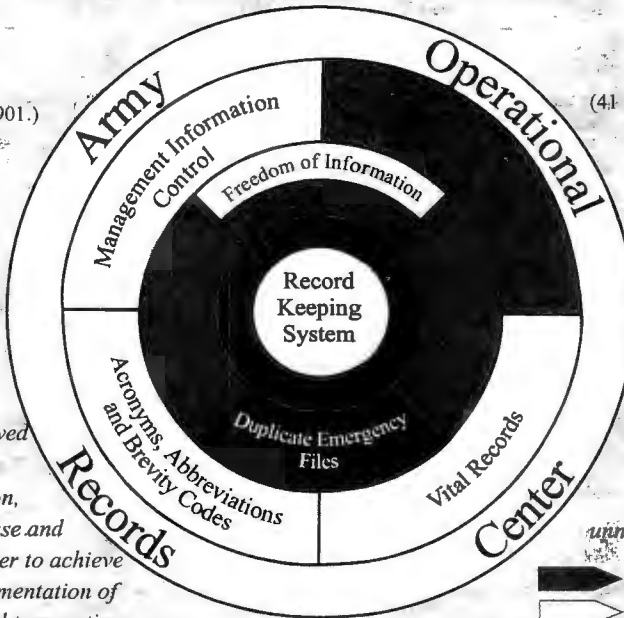 Army
Operational
901.)
(41
Management Information
Control
Freedom of Information
Record
Keeping
System
Duplicate Emergency
Files
Acronyms, Abbreviations
and Brevity Codes
Vital Records
Records
Center
on,
se and
er to achieve
mentation of